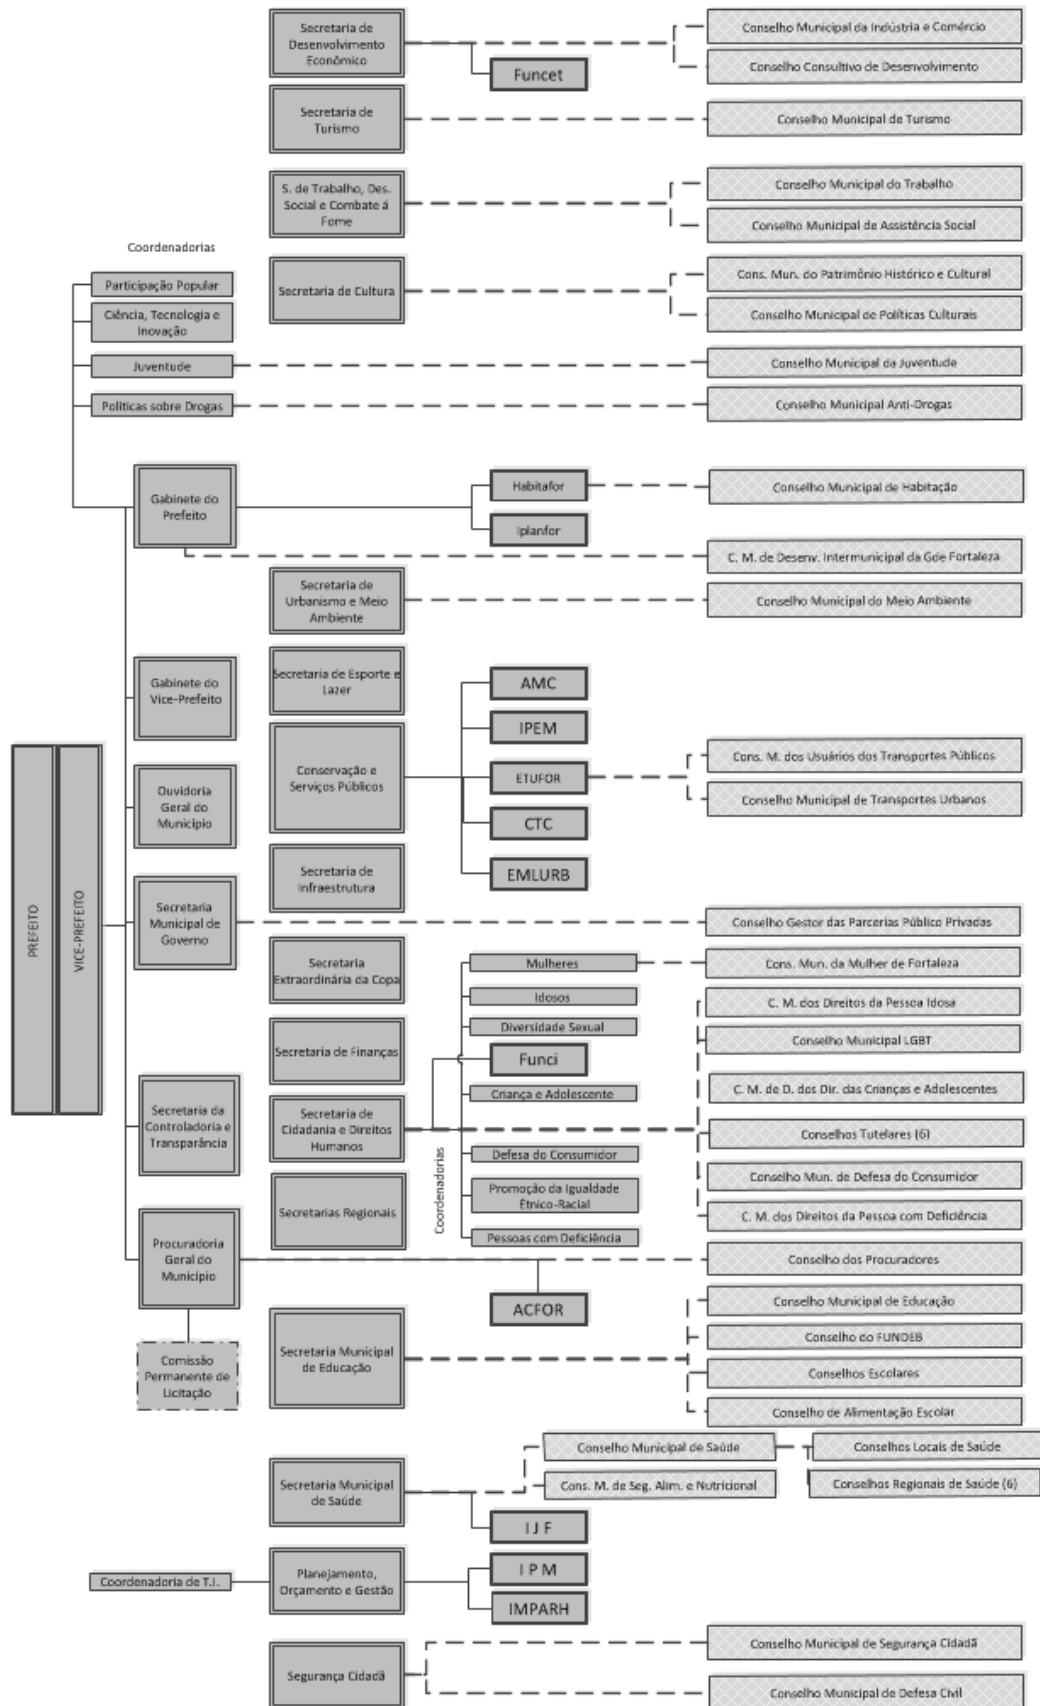 Secretaria de
Desenvolvimento
Econômico
Conselho Municipal da Indústria e Comércio
Funcet
Conselho Consultivo de Desenvolvimento
Secretaria de
Turismo
Conselho Municipal de Turismo
S. de Trabalho, Des.
Social e Combate á
Fome
Conselho Municipal do Trabalho
Conselho Municipal de Assistência Social
Coordenadorias
Participação Popular
Secretaria de Cultura
Cons. Mun. do Patrimônio Histórico e Cultural
Ciência, Tecnologia e
Inovação
Conselho Municipal de Políticas Culturais
Juventude
Conselho Municipal da Juventude
Políticas sobre Drogas
Conselho Municipal Anti-Drogas
Gabinete do
Prefeito
Habitafor
Conselho Municipal de Habitação
Iplanfor
C. M. de Desenv. Intermunicipal da Gde Fortaleza
Secretaria de
Urbanismo e Meio
Ambiente
Conselho Municipal do Meio Ambiente
Gabinete do
Vice-Prefeito
Secretaria de Esporte e
Lazer
AMC
IPEM
Conservação e
Serviços Públicos
ETUFOR
Cons. M. dos Usuários dos Transportes Públicos
Conselho Municipal de Transportes Urbanos
Ouvidoria
Geral do
Município
CTC
Secretaria de
Infraestrutura
EMLURB
PREFEITO
VICE-PREFEITO
Secretaria
Municipal de
Governo
Conselho Gestor das Parcerias Público Privadas
Secretaria
Extraordinária da Copa
Mulheres
Cons. Mun. da Mulher de Fortaleza
Idosos
C. M. dos Direitos da Pessoa Idosa
Diversidade Sexual
Conselho Municipal LGBT
Secretaria de Finanças
Funci
Criança e Adolescente
C. M. de D. dos Dir. das Crianças e Adolescentes
Secretaria da
Controladoria e
Transparência
Secretaria de
Cidadania e Direitos
Humanos
Conselhos Tutelares (6)
Coordenadorias
Defesa do Consumidor
Conselho Mun. de Defesa do Consumidor
Secretarias Regionais
Promoção da Igualdade
Étnico-Racial
C. M. dos Direitos da Pessoa com Deficiência
Pessoas com Deficiência
Procuradoria
Geral do
Município
Conselho dos Procuradores
ACFOR
Comissão
Permanente de
Licitação
Secretaria Municipal
de Educação
Conselho Municipal de Educação
Conselho do FUNDEB
Conselhos Escolares
Conselho de Alimentação Escolar
Secretaria Municipal
de Saúde
Conselho Municipal de Saúde
Conselhos Locais de Saúde
Cons. M. de Seg. Alim. e Nutricional
Conselhos Regionais de Saúde (6)
I J F
Coordenadoria de T.I.
Planejamento,
Orçamento e Gestão
I P M
IMPARH
Segurança Cidadã
Conselho Municipal de Segurança Cidadã
Conselho Municipal de Defesa Civil